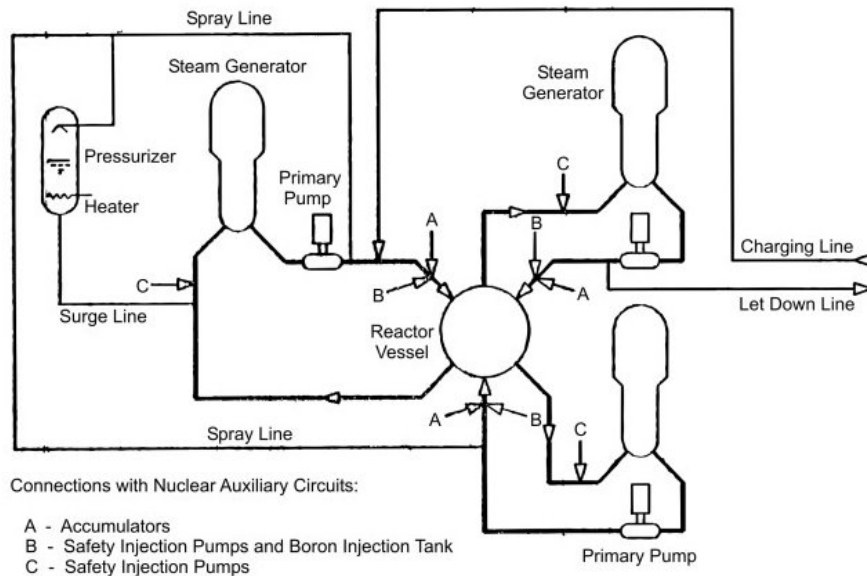 Spray Line
Steam Generator
Steam
Generator
Pressurizer
Heater
Primary
Pump
C
A
B
Charging Line
C
B
A
Let Down Line
Surge Line
Reactor
Vessel
A
B
C
Spray Line
Connections with Nuclear Auxiliary Circuits:
A - Accumulators
B - Safety Injection Pumps and Boron Injection Tank
C - Safety Injection Pumps
Primary Pump